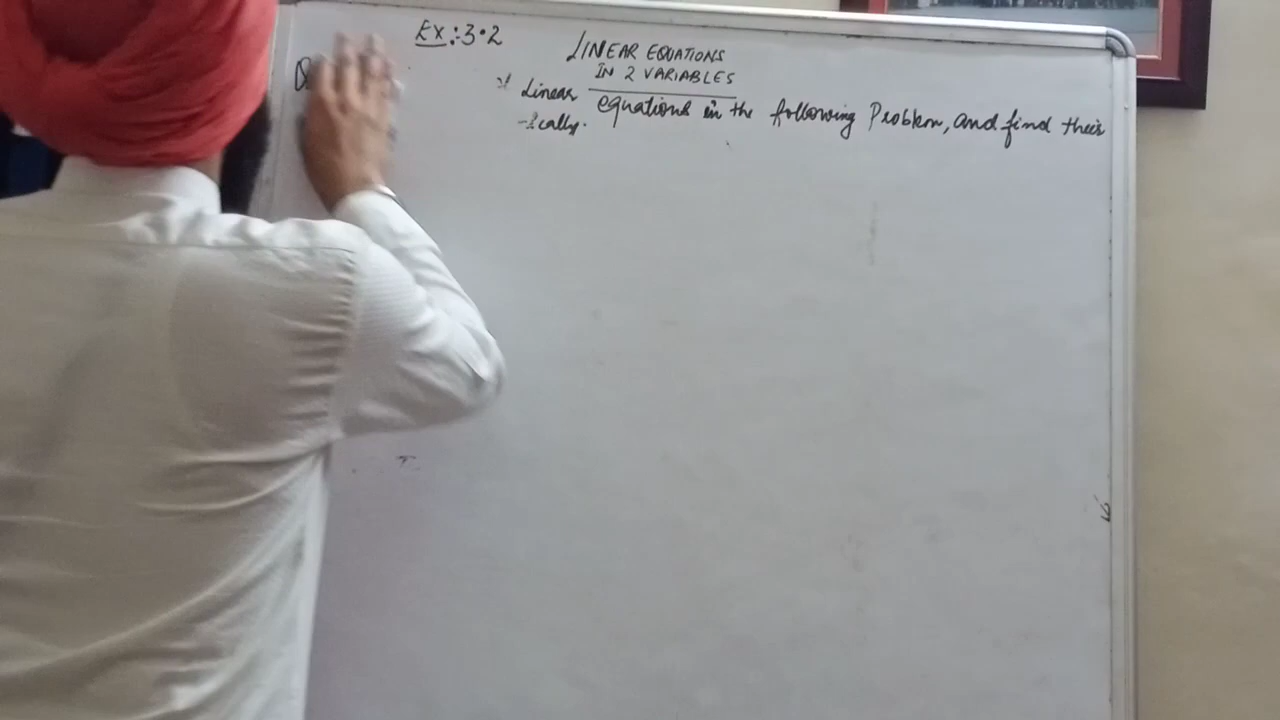 Ex:-3.2
LINEAR EQUATIONS
IN 2 VARIABLES
Q
Linear equations in the following Problem, and find their
-ically.